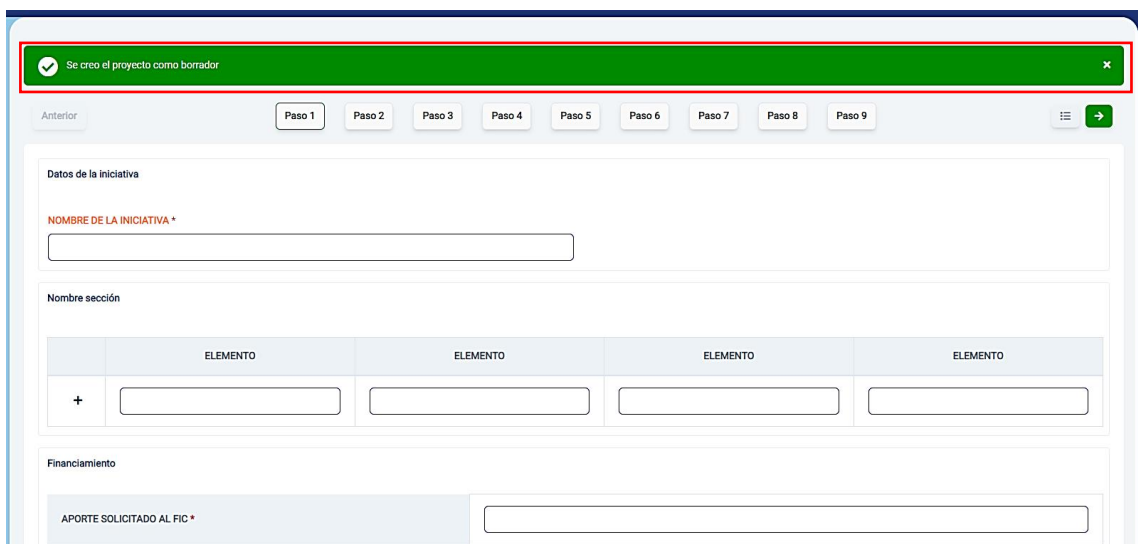 Se creo el proyecto como borrador
Anterior Paso 1 Paso 2 Paso 3 Paso 4 Paso 5 Paso 6 Paso 7 Paso 8 Paso 9
Datos de la iniciativa
NOMBRE DE LA INICIATIVA *
Nombre sección
ELEMENTO ELEMENTO ELEMENTO ELEMENTO
Financiamiento
APORTE SOLICITADO AL FIC *